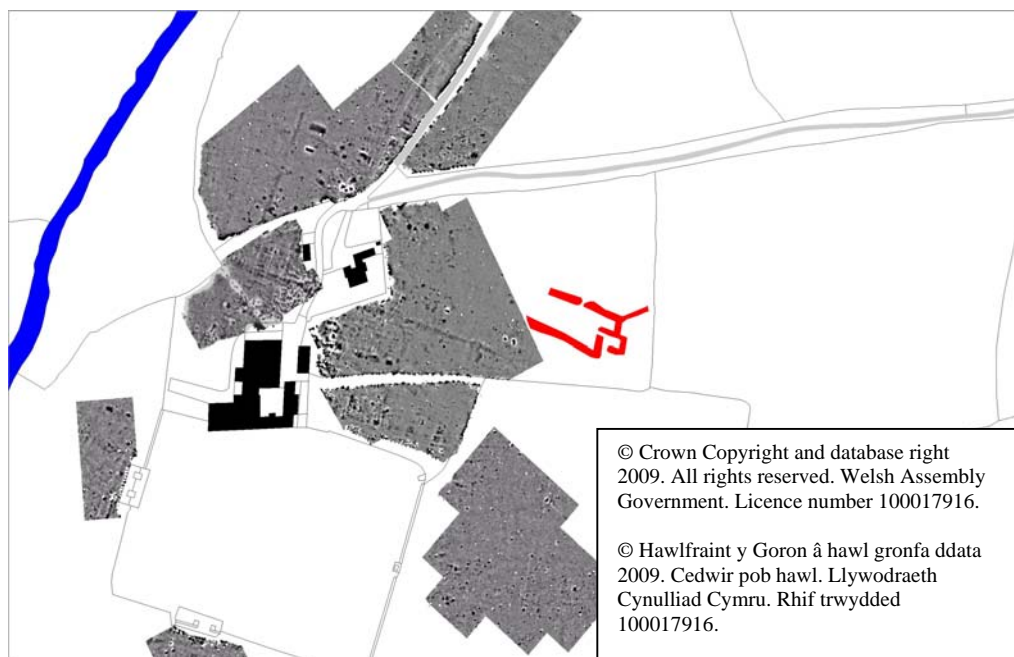 © Crown Copyright and database right
2009. All rights reserved. Welsh Assembly
Government. Licence number 100017916.
© Hawlfraint y Goron â hawl gronfa ddata
2009. Cedwir pob hawl. Llywodraeth
Cynulliad Cymru. Rhif trwydded
100017916.